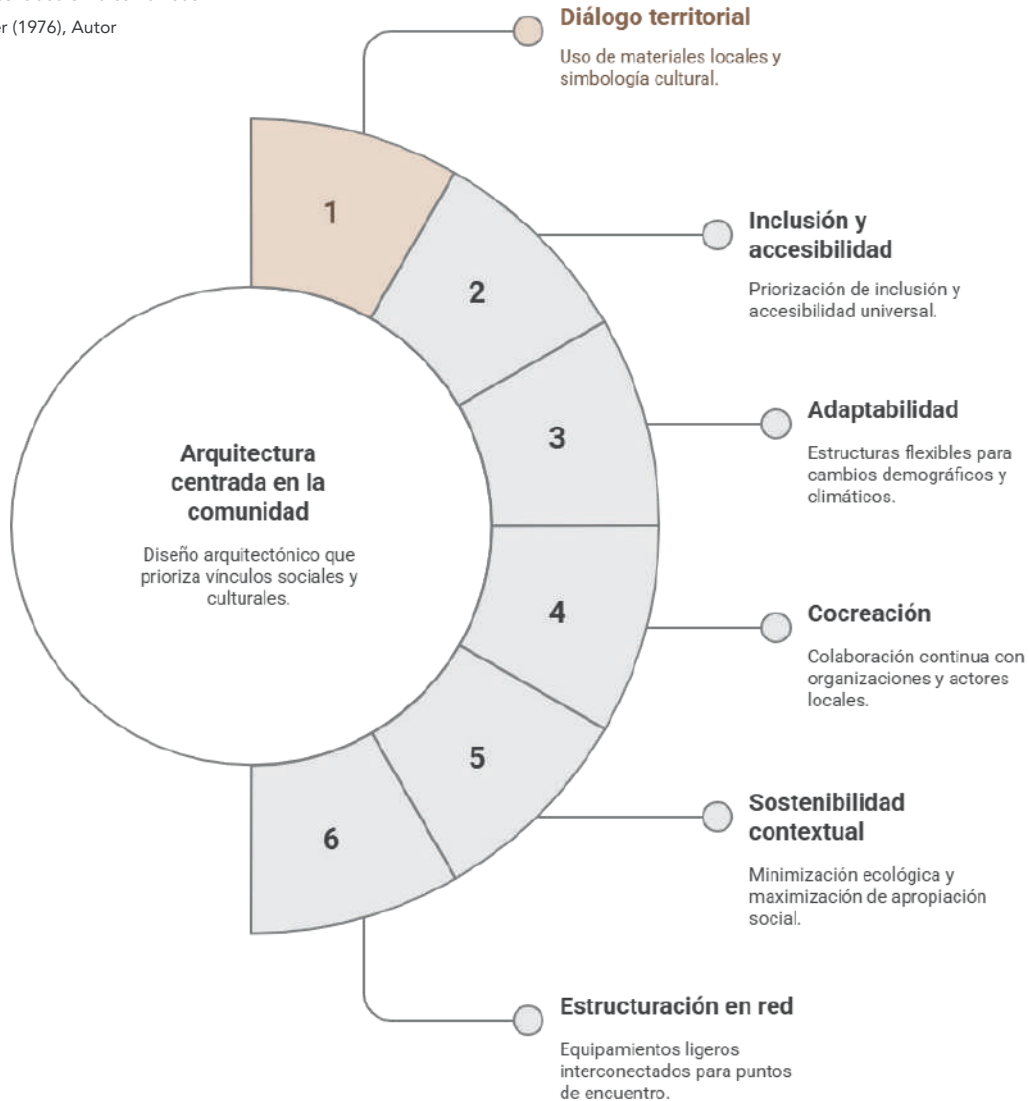 er (1976), Autor
Diálogo territorial
Uso de materiales locales y
simbología cultural.
1
2
Inclusión y
accesibilidad
Priorización de inclusión y
accesibilidad universal.
3
Adaptabilidad
Estructuras flexibles para
cambios demográficos y
climáticos.
Arquitectura
centrada en la
comunidad
Diseño arquitectónico que
prioriza vínculos sociales y
culturales.
4
Cocreación
Colaboración continua con
organizaciones y actores
locales.
5
Sostenibilidad
contextual
Minimización ecológica y
maximización de apropiación
social.
6
Estructuración en red
Equipamientos ligeros
interconectados para puntos
de encuentro.